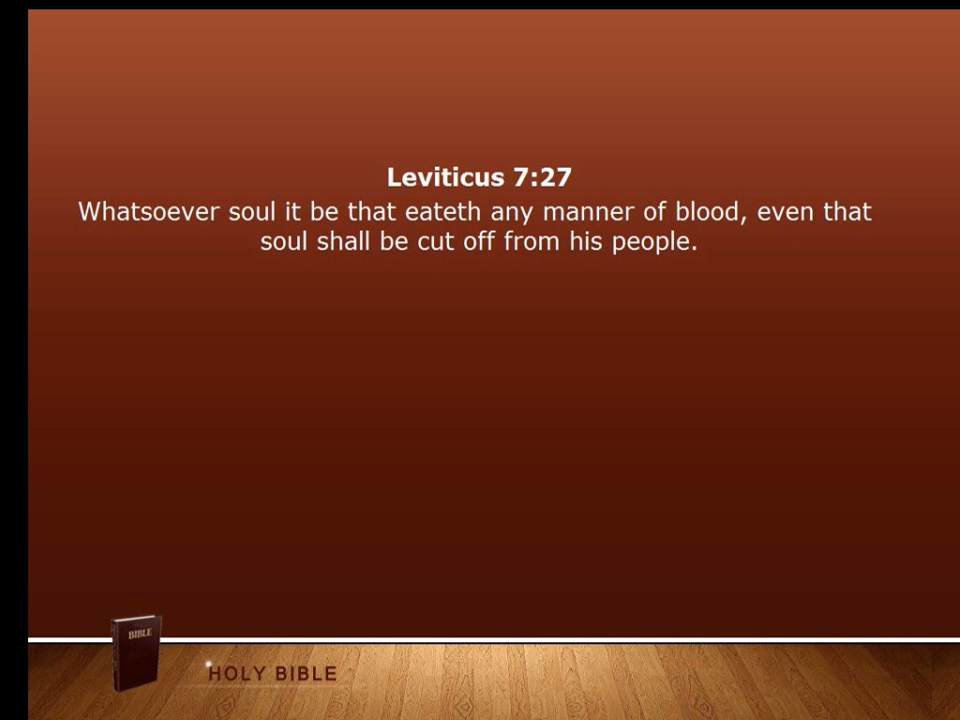 Leviticus 7:27
Whatsoever soul it be that eateth any manner of blood, even that
soul shall be cut off from his people.
BIBLE
HOLY BIBLE